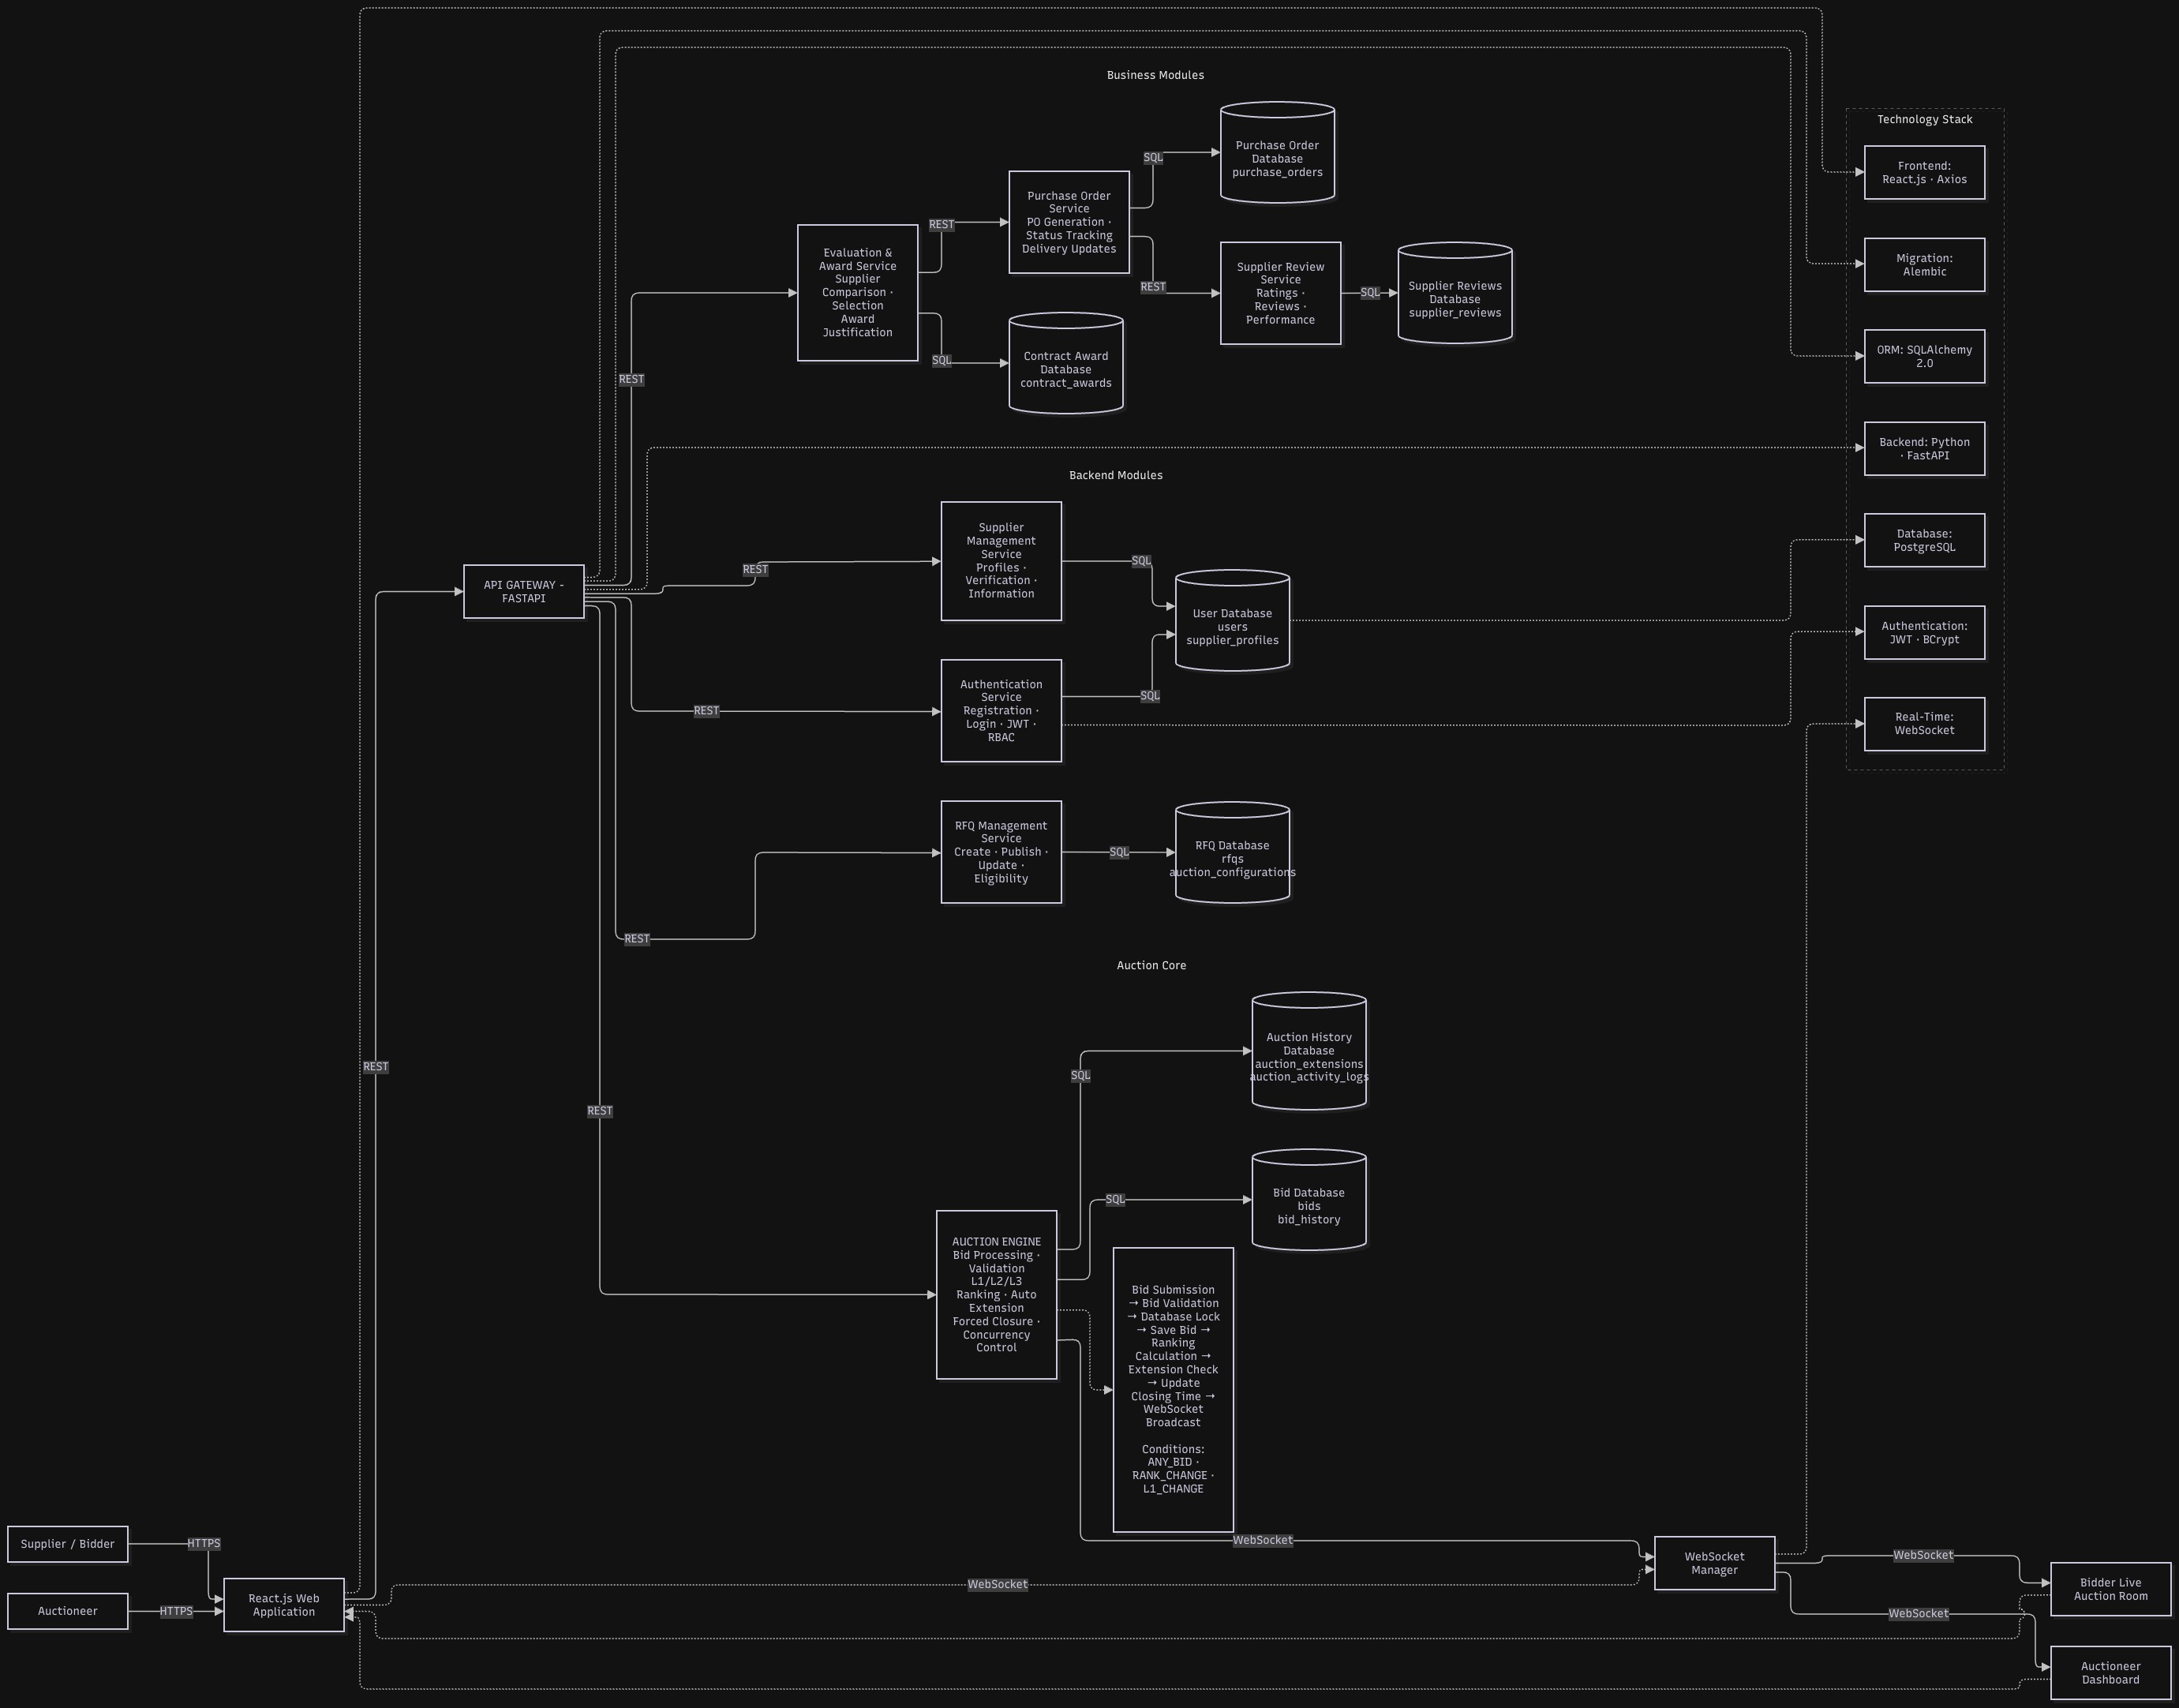 Business Modules
Technology Stack
Purchase Order
Database
purchase_orders
SQL
Frontend:
React.js · Axios
Purchase Order
Service
PO Generation ·
Status Tracking
Delivery Updates
REST
Evaluation &
Award Service
Supplier
Comparison ·
Selection
Award
Justification
Supplier Review
Service
Ratings ·
Reviews ·
Performance
REST
SQL
Supplier Reviews
Database
supplier_reviews
Migration:
Alembic
SQL
Contract Award
Database
contract_awards
REST
ORM: SQLAlchemy
2.0
Backend: Python
· FastAPI
Backend Modules
Supplier
Management
Service
Profiles ·
Verification ·
Information
REST
SQL
Database:
PostgreSQL
API GATEWAY -
FASTAPI
User Database
users
supplier_profiles
Authentication:
JWT · BCrypt
Authentication
Service
Registration ·
Login · JWT ·
RBAC
REST
SQL
Real-Time:
WebSocket
RFQ Management
Service
Create · Publish ·
Update ·
Eligibility
SQL
RFQ Database
rfqs
auction_configurations
REST
Auction Core
Auction History
Database
auction_extensions
auction_activity_logs
SQL
REST
REST
Bid Database
bids
bid_history
SQL
AUCTION ENGINE
Bid Processing ·
Validation
L1/L2/L3
Ranking · Auto
Extension
Forced Closure ·
Concurrency
Control
Bid Submission
→ Bid Validation
→ Database Lock
→ Save Bid →
Ranking
Calculation →
Extension Check
→ Update
Closing Time →
WebSocket
Broadcast
Conditions:
ANY_BID ·
RANK_CHANGE ·
L1_CHANGE
Supplier / Bidder
HTTPS
WebSocket
WebSocket
Manager
WebSocket
Auctioneer
HTTPS
React.js Web
Application
WebSocket
WebSocket
Bidder Live
Auction Room
Auctioneer
Dashboard